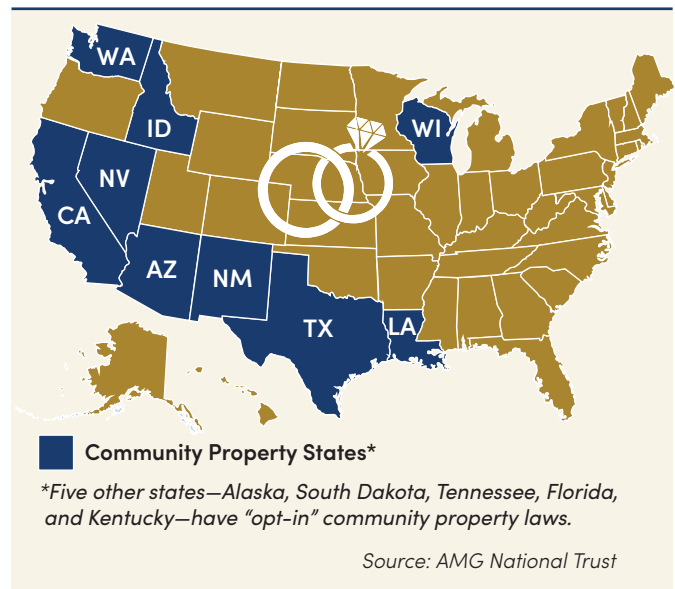 WA
ID
WI
NV
CA
AZ
NM
TX
LA
Community Property States*
*Five other states—Alaska, South Dakota, Tennessee, Florida,
and Kentucky—have “opt-in” community property laws.
Source: AMG National Trust